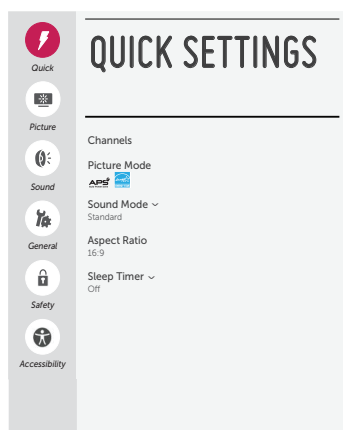 Quick
Picture
Sound
General
Safety
Accessibility
QUICK SETTINGS
Channels
Picture Mode
APS
Sound Mode
Standard
Aspect Ratio
16:9
Sleep Timer
Off